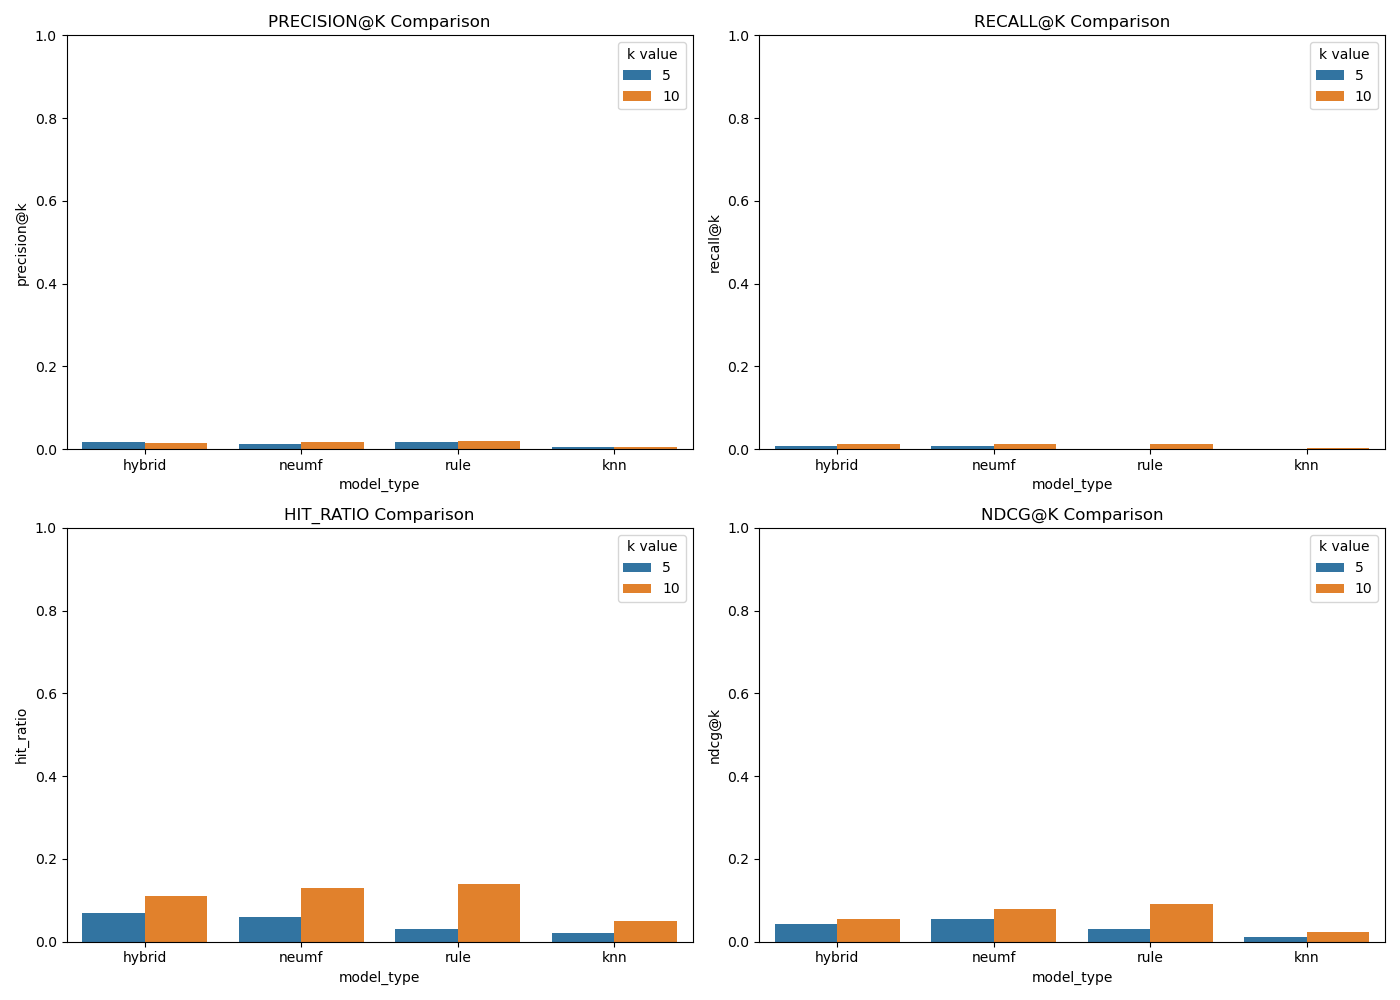 PRECISION@K Comparison
1.0
0.8
0.6
0.4
0.2
0.0
precision@k
k value
5
10
hybrid
neumf
rule
knn
model_type
RECALL@K Comparison
1.0
0.8
0.6
0.4
0.2
0.0
recall@k
k value
5
10
hybrid
neumf
rule
knn
model_type
HIT_RATIO Comparison
1.0
0.8
0.6
0.4
0.2
0.0
hit_ratio
k value
5
10
hybrid
neumf
rule
knn
model_type
NDCG@K Comparison
1.0
0.8
0.6
0.4
0.2
0.0
ndcg@k
k value
5
10
hybrid
neumf
rule
knn
model_type